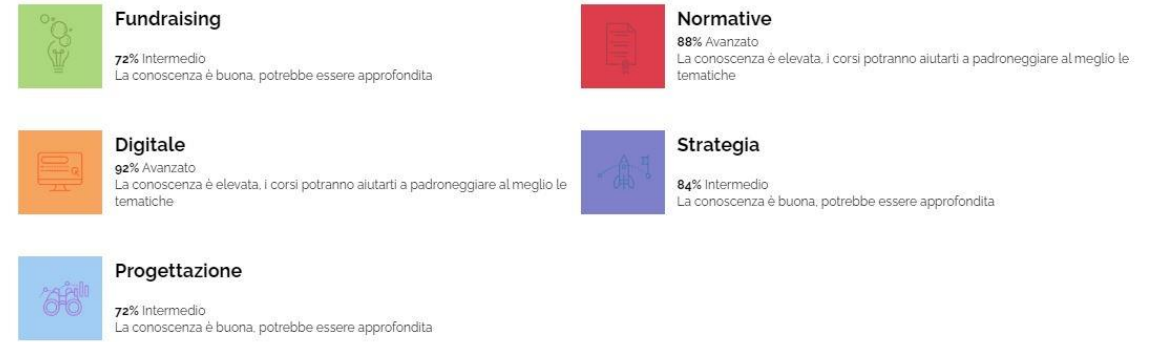 Fundraising
72% Intermedio
La conoscenza è buona, potrebbe essere approfondita
Normative
88% Avanzato
La conoscenza è elevata, i corsi potranno aiutarti a padroneggiare al meglio le
tematiche
Digitale
92% Avanzato
La conoscenza è elevata, i corsi potranno aiutarti a padroneggiare al meglio le
tematiche
Strategia
84% Intermedio
La conoscenza è buona, potrebbe essere approfondita
Progettazione
72% Intermedio
La conoscenza è buona, potrebbe essere approfondita